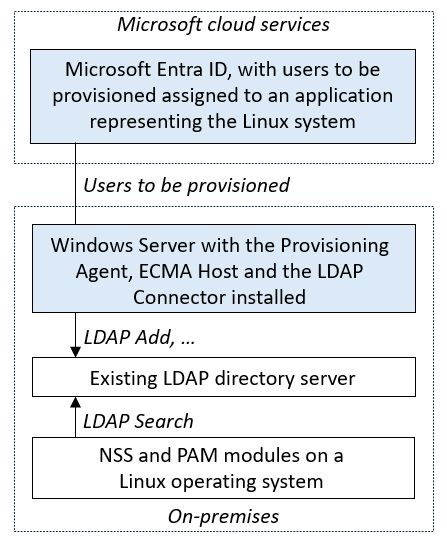 Microsoft cloud services
Microsoft Entra ID, with users to be
provisioned assigned to an application
representing the Linux system
Users to be provisioned
Windows Server with the Provisioning
Agent, ECMA Host and the LDAP
Connector installed
LDAP Add, ...
Existing LDAP directory server
LDAP Search
NSS and PAM modules on a
Linux operating system
On-premises